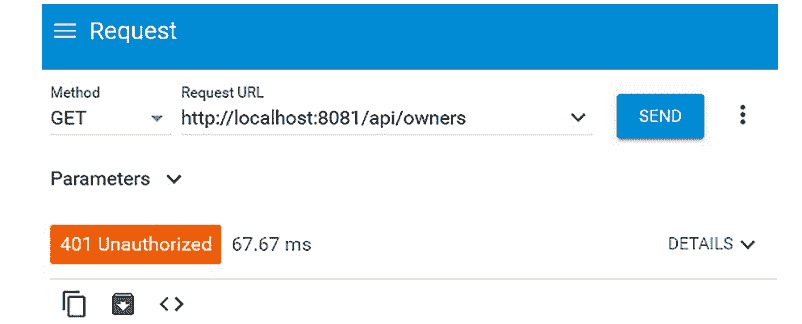 Request
Method
Request URL
GET
http://localhost:8081/api/owners
SEND
Parameters
401 Unauthorized 67.67 ms
DETAILS